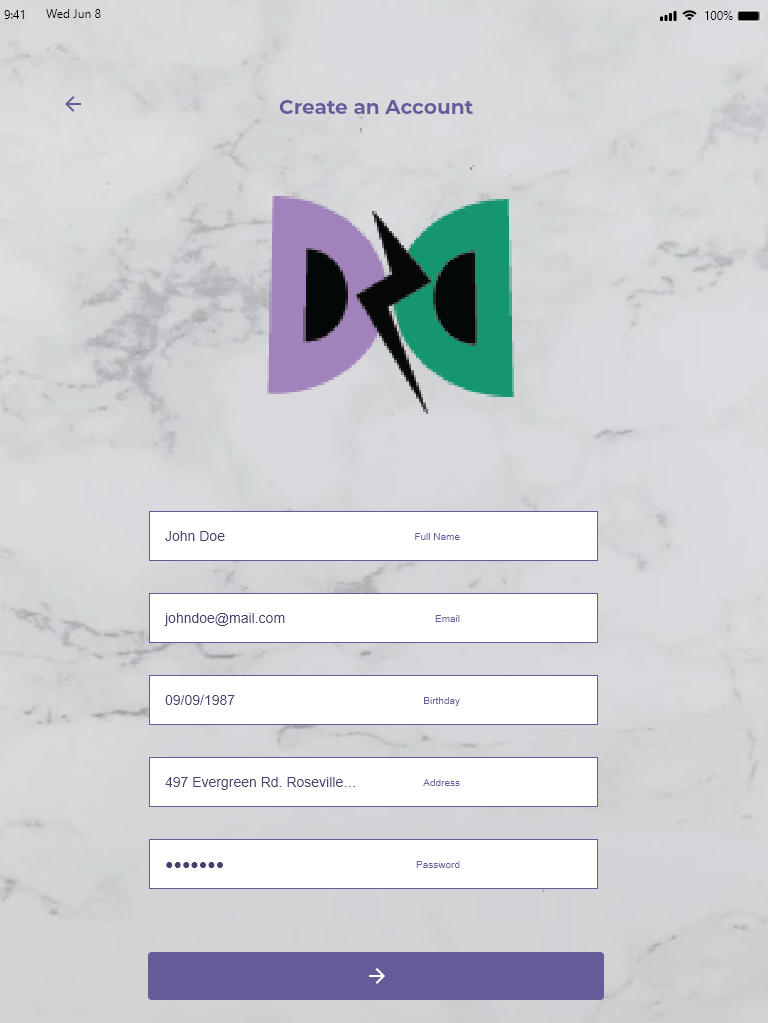 9:41 Wed Jun 8 100%
Create an Account
John Doe Full Name
johndoe@mail.com Email
09/09/1987 Birthday
497 Evergreen Rd. Roseville... Address
●●●●●●● Password